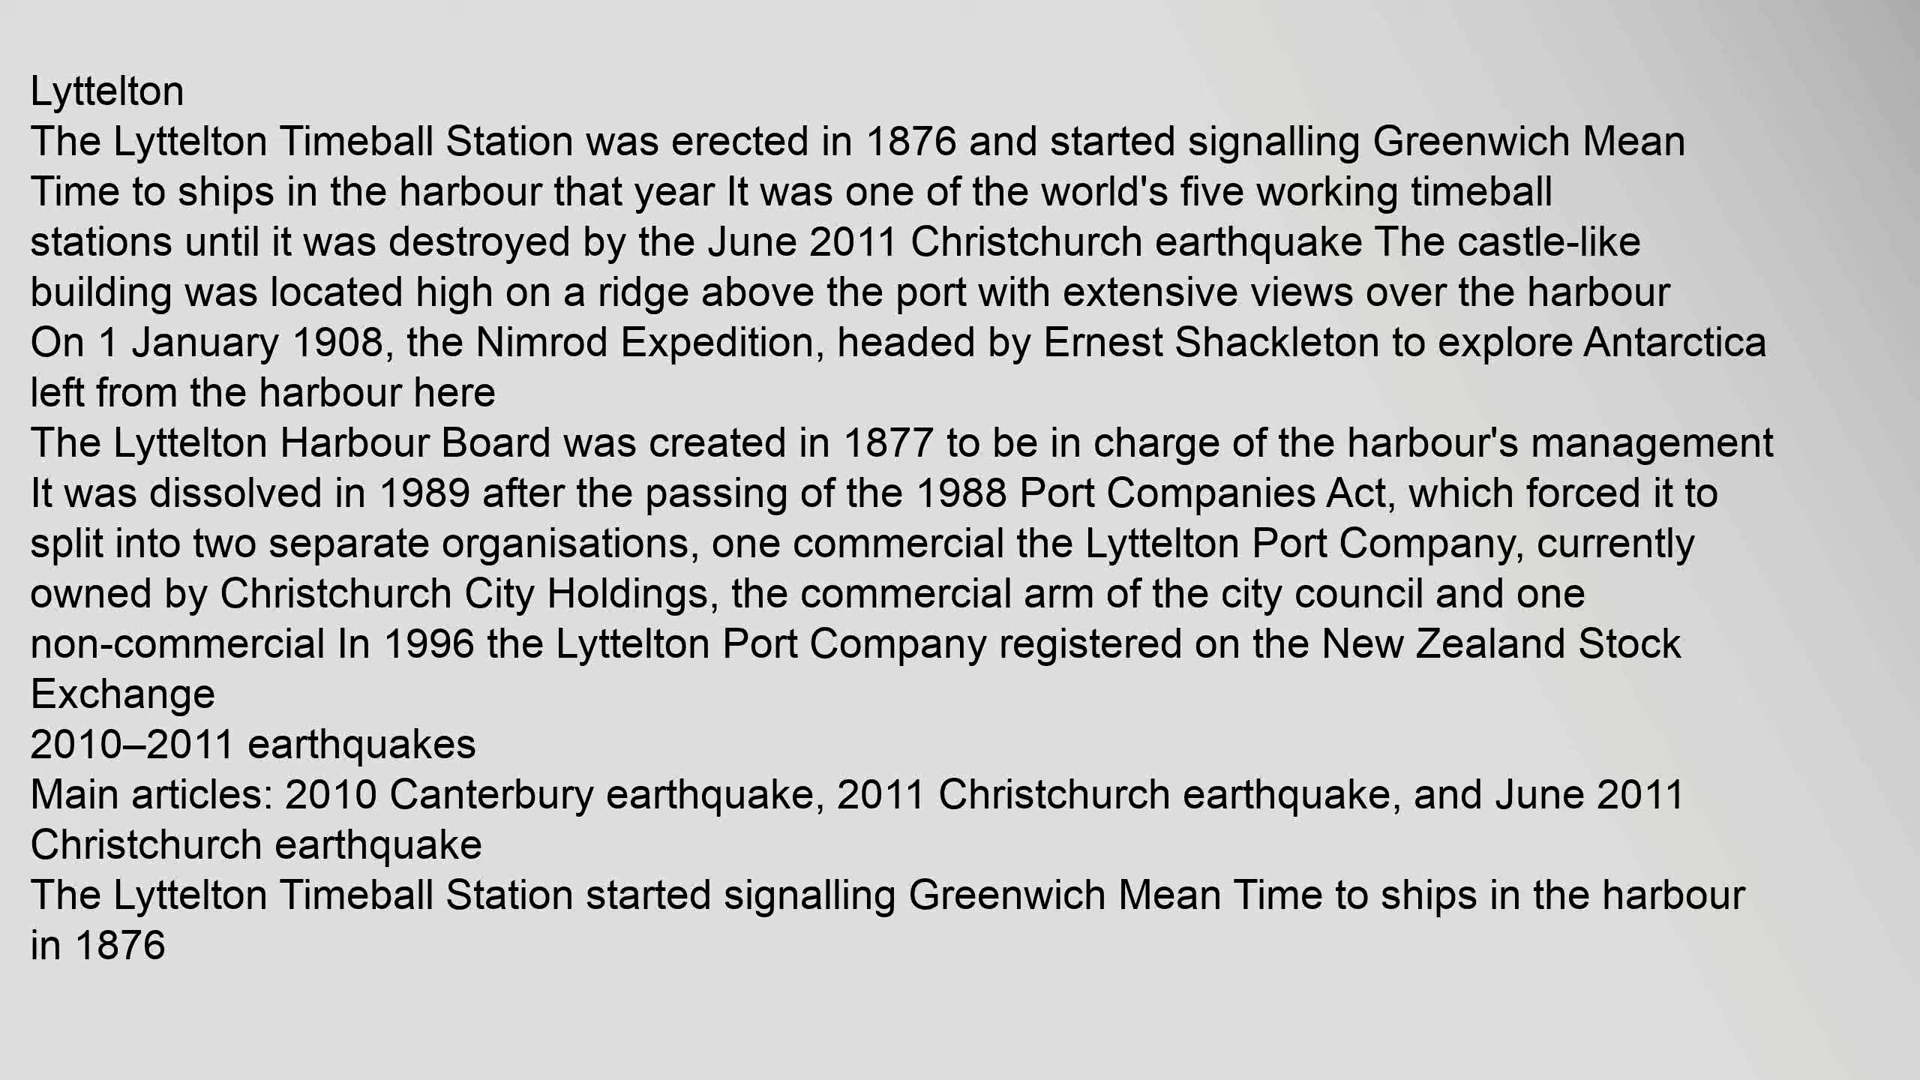 Lyttelton
The Lyttelton Timeball Station was erected in 1876 and started signalling Greenwich Mean
Time to ships in the harbour that year It was one of the world's five working timeball
stations until it was destroyed by the June 2011 Christchurch earthquake The castle-like
building was located high on a ridge above the port with extensive views over the harbour
On 1 January 1908, the Nimrod Expedition, headed by Ernest Shackleton to explore Antarctica
left from the harbour here
The Lyttelton Harbour Board was created in 1877 to be in charge of the harbour's management
It was dissolved in 1989 after the passing of the 1988 Port Companies Act, which forced it to
split into two separate organisations, one commercial the Lyttelton Port Company, currently
owned by Christchurch City Holdings, the commercial arm of the city council and one
non-commercial In 1996 the Lyttelton Port Company registered on the New Zealand Stock
Exchange
2010–2011 earthquakes
Main articles: 2010 Canterbury earthquake, 2011 Christchurch earthquake, and June 2011
Christchurch earthquake
The Lyttelton Timeball Station started signalling Greenwich Mean Time to ships in the harbour
in 1876